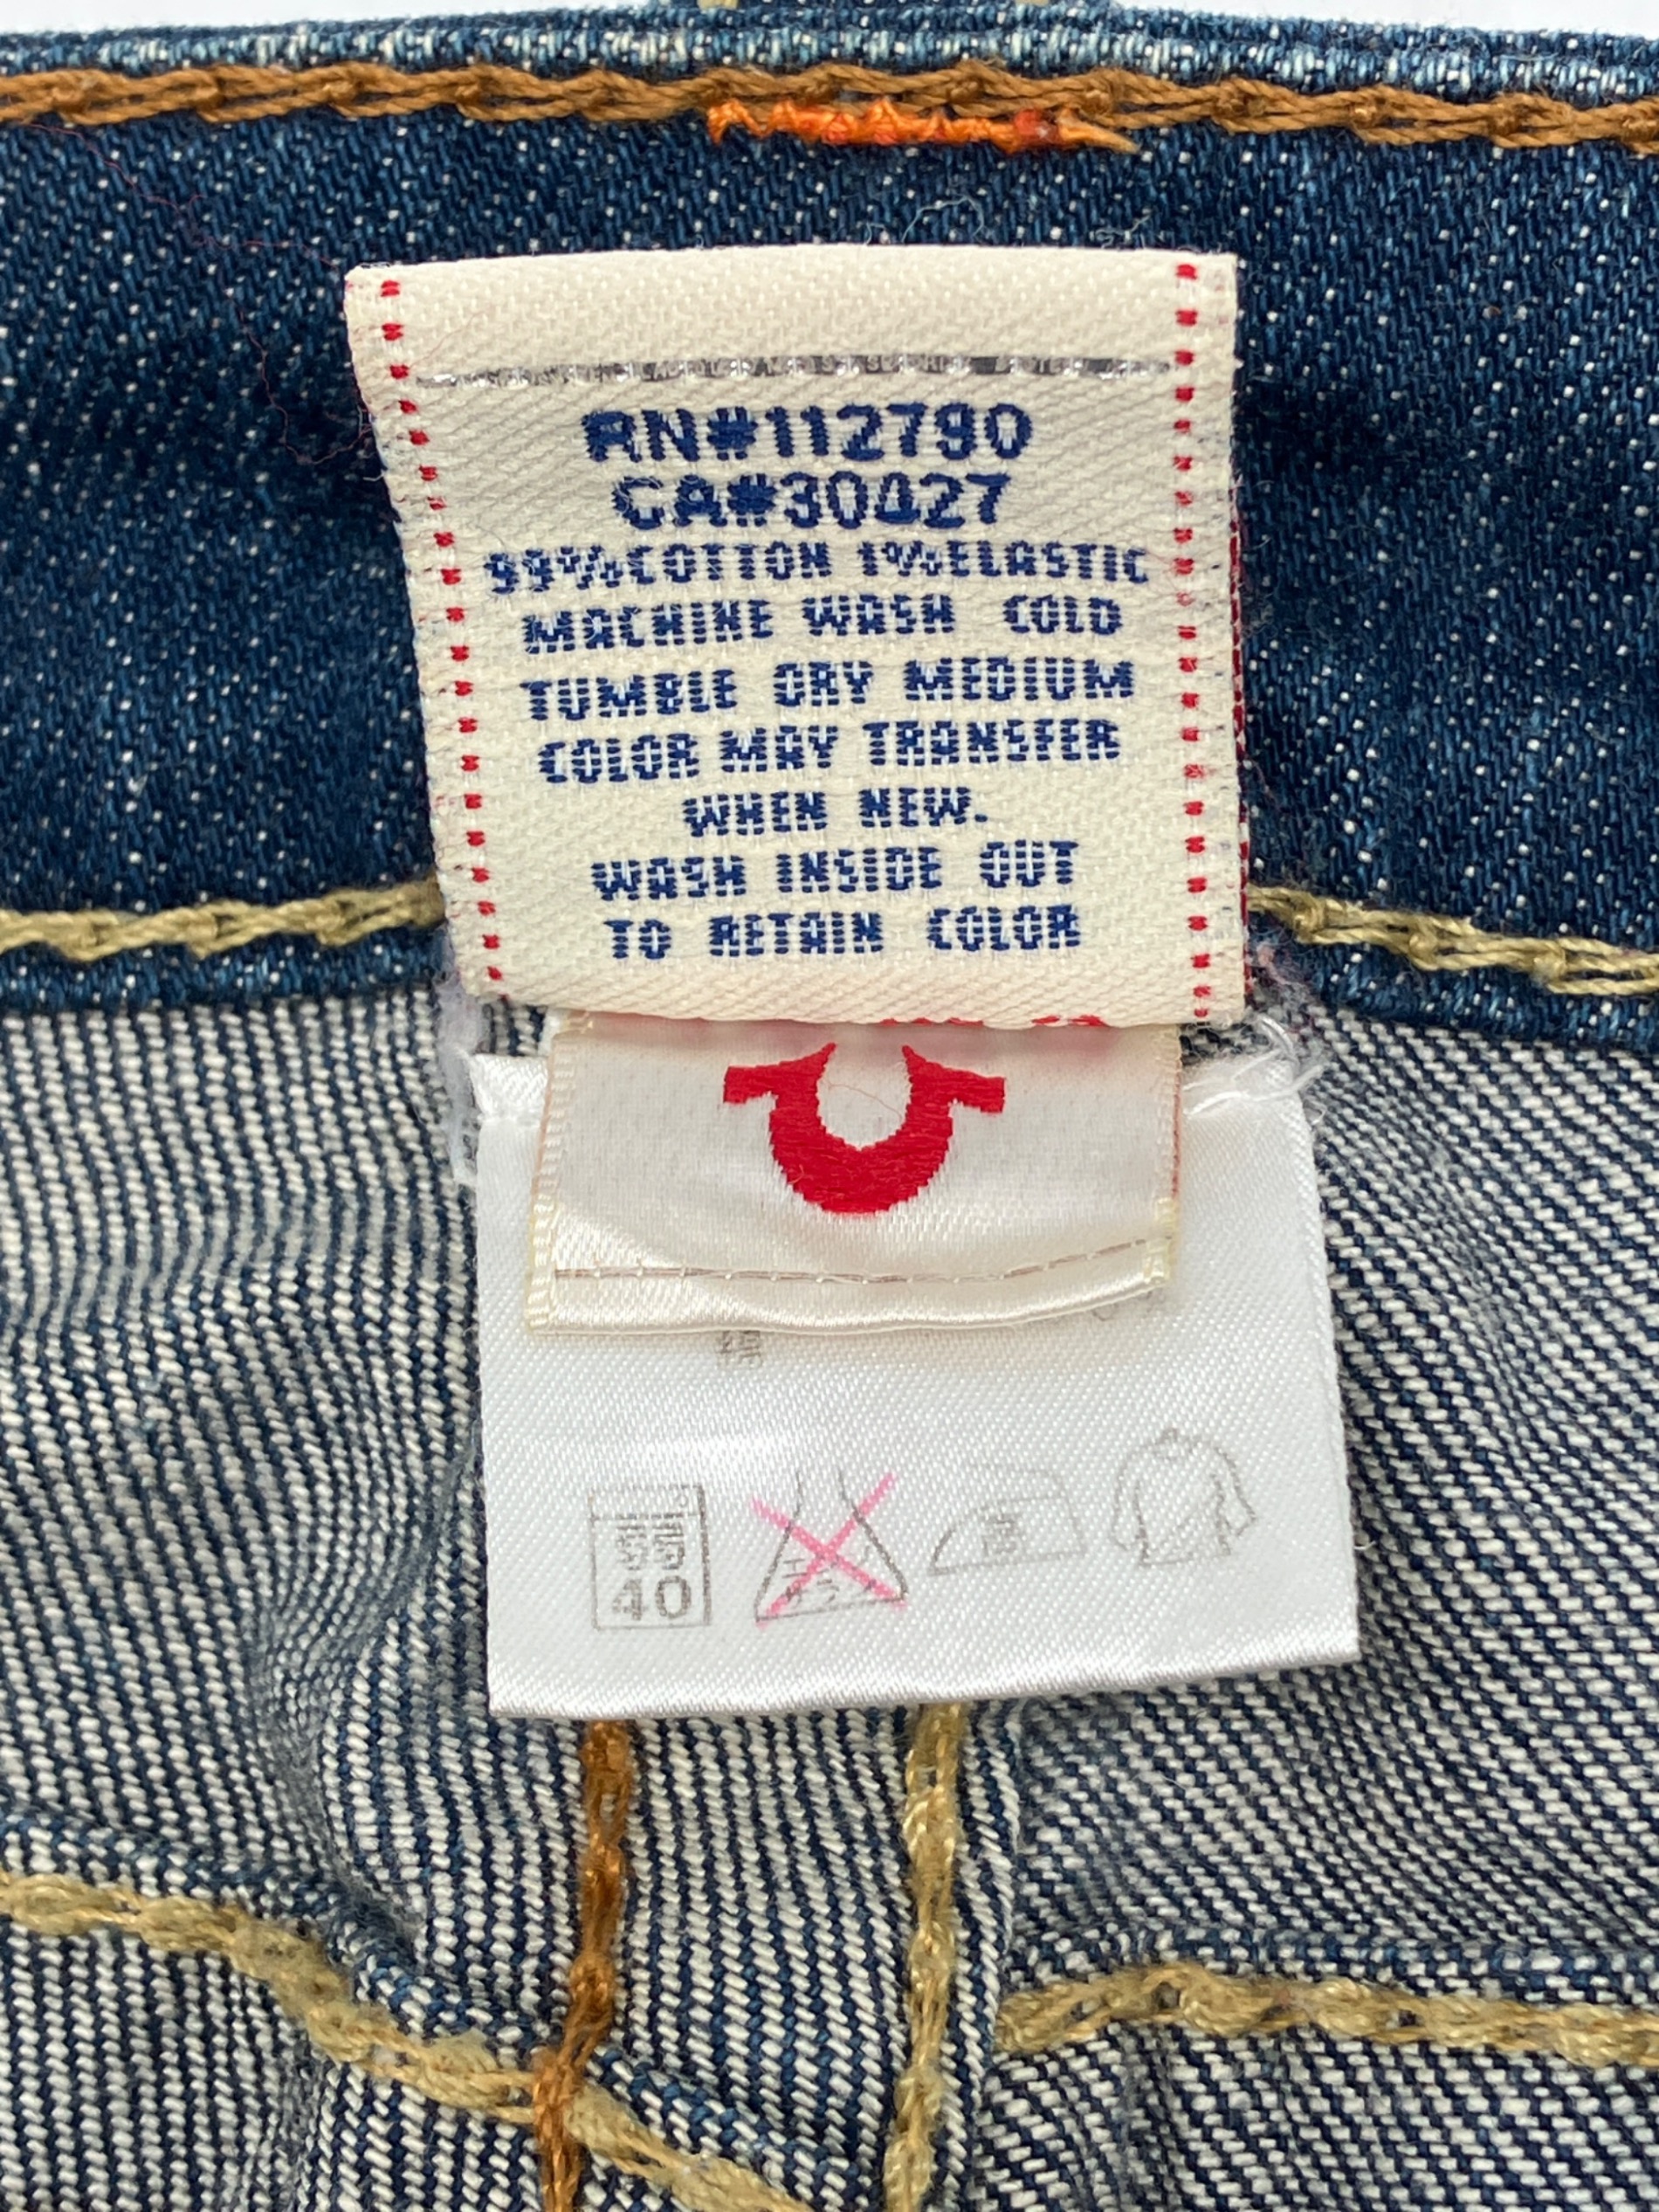 RN#112790
CA#30427
99%COTTON 1%ELASTIC
MACHINE WASH COLD
TUMBLE DRY MEDIUM
COLOR MAY TRANSFER
WHEN NEW.
WASH INSIDE OUT
TO RETAIN COLOR
40 中